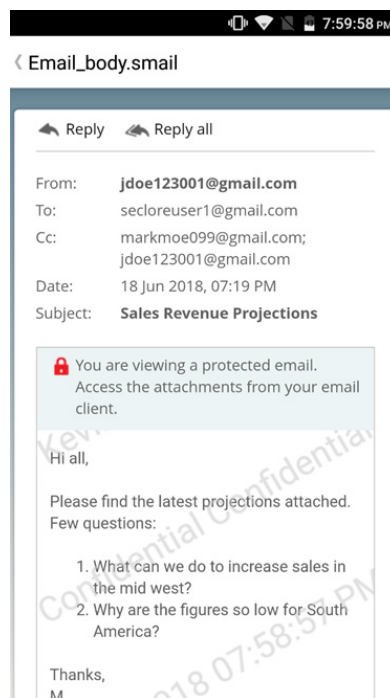 7:59:58 PM
Email_body.smail
Reply Reply all
From: jdoe123001@gmail.com
To: secloreuser1@gmail.com
Cc: markmoe099@gmail.com;
jdoe123001@gmail.com
Date: 18 Jun 2018, 07:19 PM
Subject: Sales Revenue Projections
You are viewing a protected email.
Access the attachments from your email
client.
Hi all,
Confidential Confidential
Please find the latest projections attached.
Few questions:
1. What can we do to increase sales in
the mid west?
2. Why are the figures so low for South
America?
07:58:57 PM
Thanks,